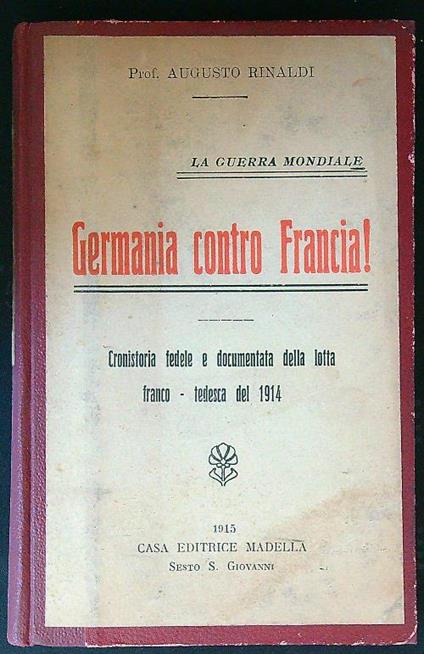 Prof. AUGUSTO RINALDI
LA GUERRA MONDIALE
Germania contro Francia!
Cronistoria fedele e documentata della lotta
franco - tedesca del 1914
1915
CASA EDITRICE MADELLA
SESTO S. GIOVANNI